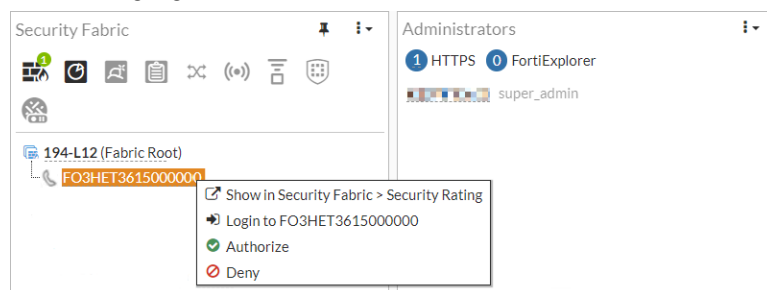 Security Fabric
Administrators
1
1 HTTPS 0 FortiExplorer
super_admin
194-L12 (Fabric Root)
FO3HET3615000000
Show in Security Fabric > Security Rating
Login to FO3HET3615000000
Authorize
Deny